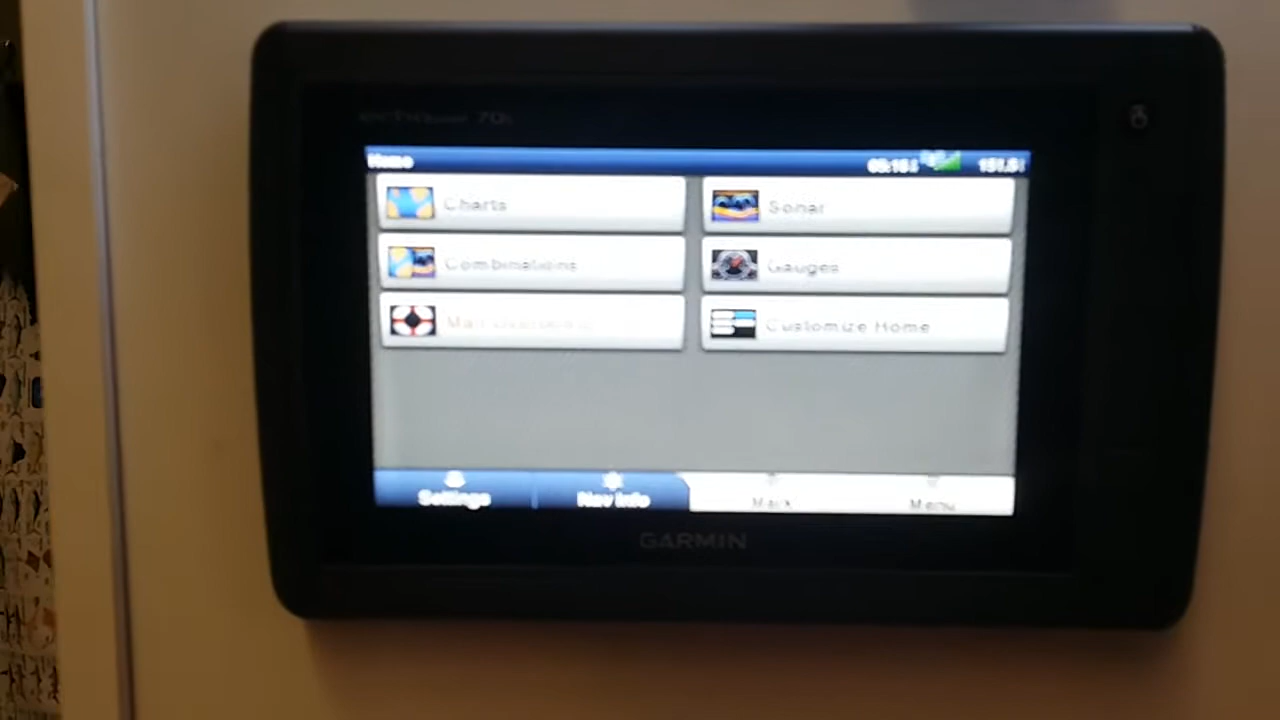 Home
Charts
Sonar
Combinations
Gauges
Man Overboard
Customize Home
Settings
Nav Info
Mark
Menu
GARMIN